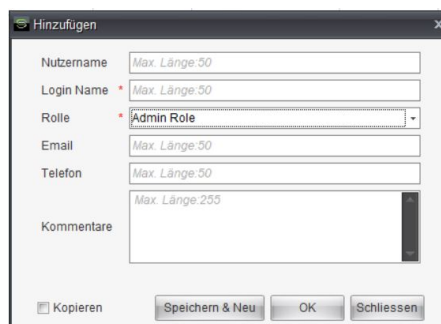 Hinzufügen
Nutzername Max. Länge:50
Login Name * Max. Länge:50
Rolle * Admin Role
Email Max. Länge:50
Telefon Max. Länge:50
Kommentare Max. Länge:255
Kopieren Speichern & Neu OK Schliessen